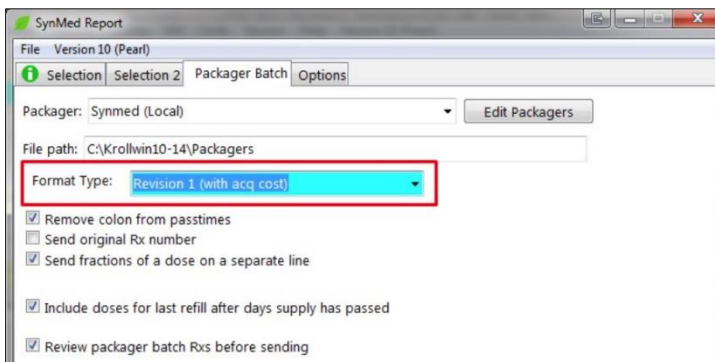 SynMed Report
File Version 10 (Pearl)
Selection Selection 2 Packager Batch Options
Packager: Synmed (Local) Edit Packagers
File path: C:\Krollwin10-14\Packagers
Format Type: Revision 1 (with acq cost)
Remove colon from passtimes
Send original Rx number
Send fractions of a dose on a separate line
Include doses for last refill after days supply has passed
Review packager batch Rxs before sending